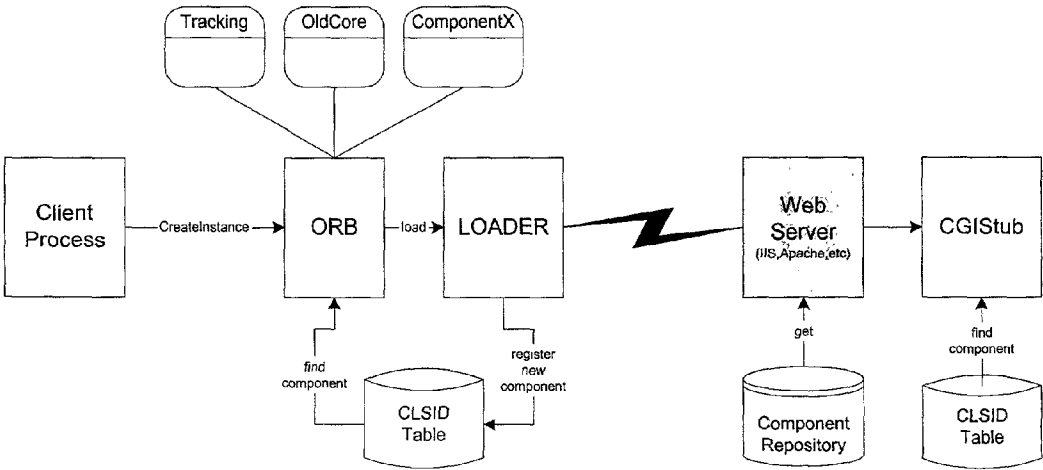 Tracking
OldCore
ComponentX
Client
Process
CreateInstance
ORB
load
LOADER
Web
Server
(IIS,Apache,etc)
CGIStub
find
component
register
new
component
get
find
component
CLSID
Table
Component
Repository
CLSID
Table